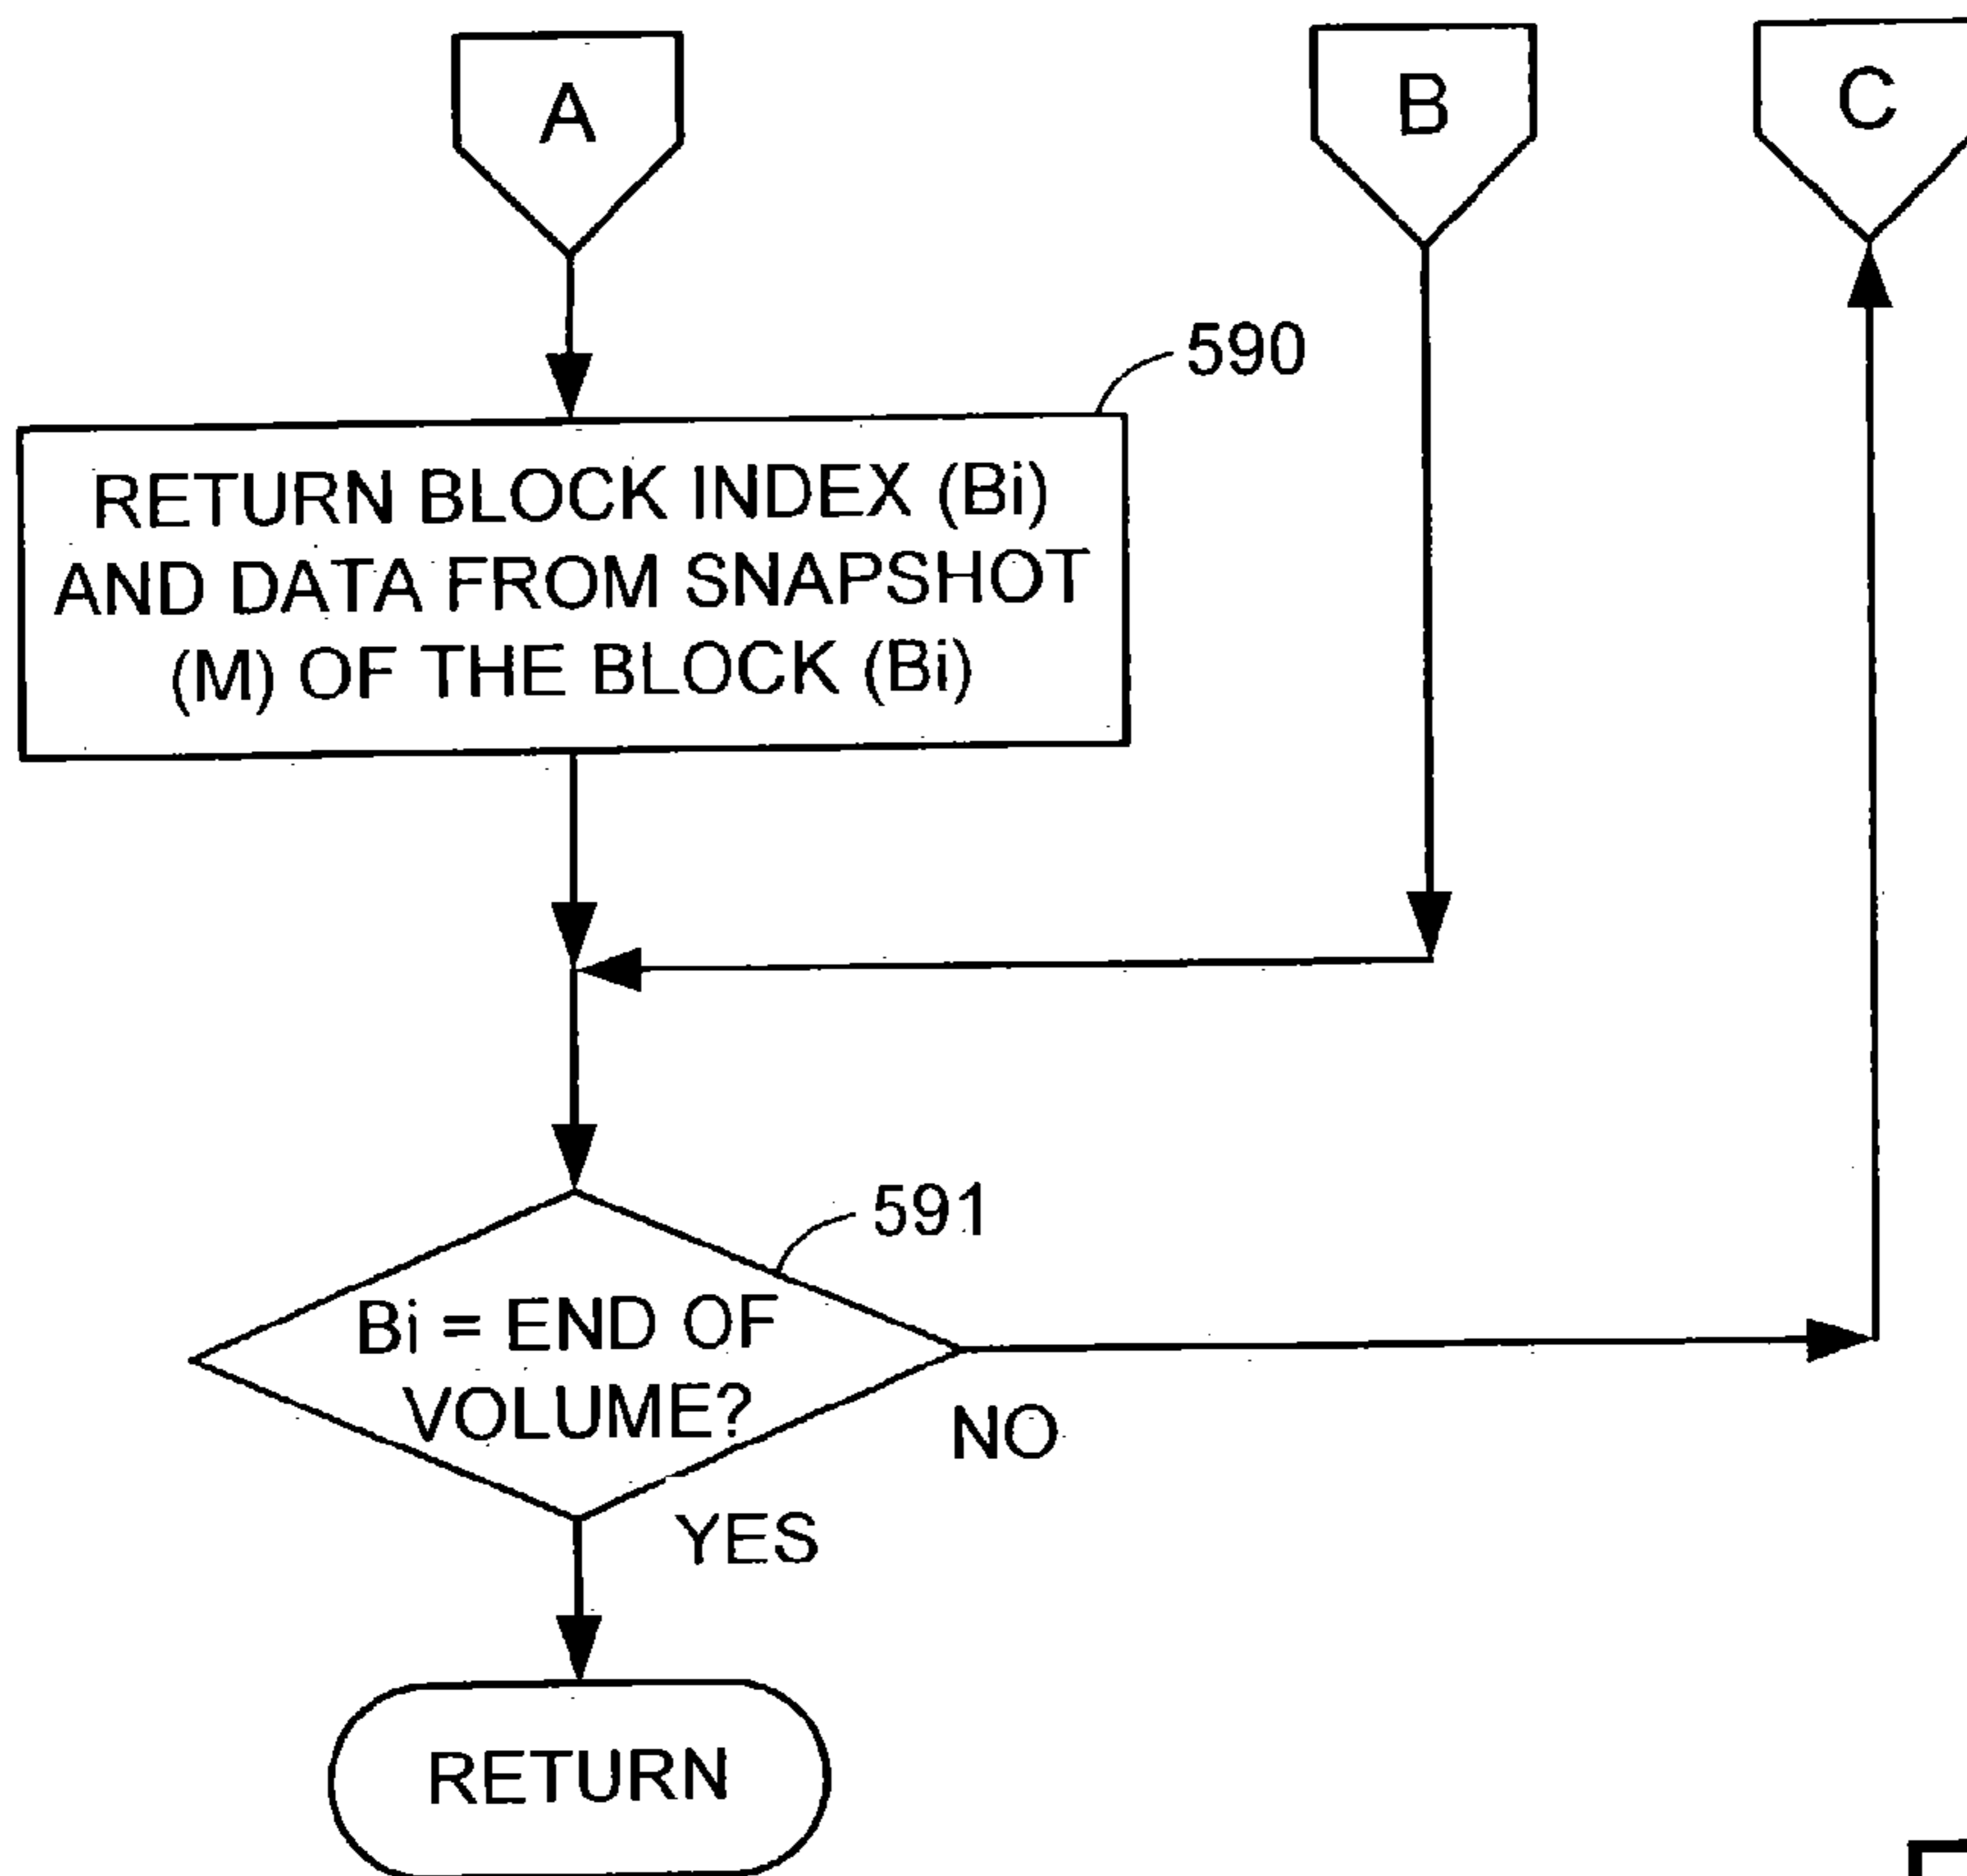 A
B
C
590
RETURN BLOCK INDEX (Bi)
AND DATA FROM SNAPSHOT
(M) OF THE BLOCK (Bi)
591
Bi = END OF
VOLUME?
NO
YES
RETURN